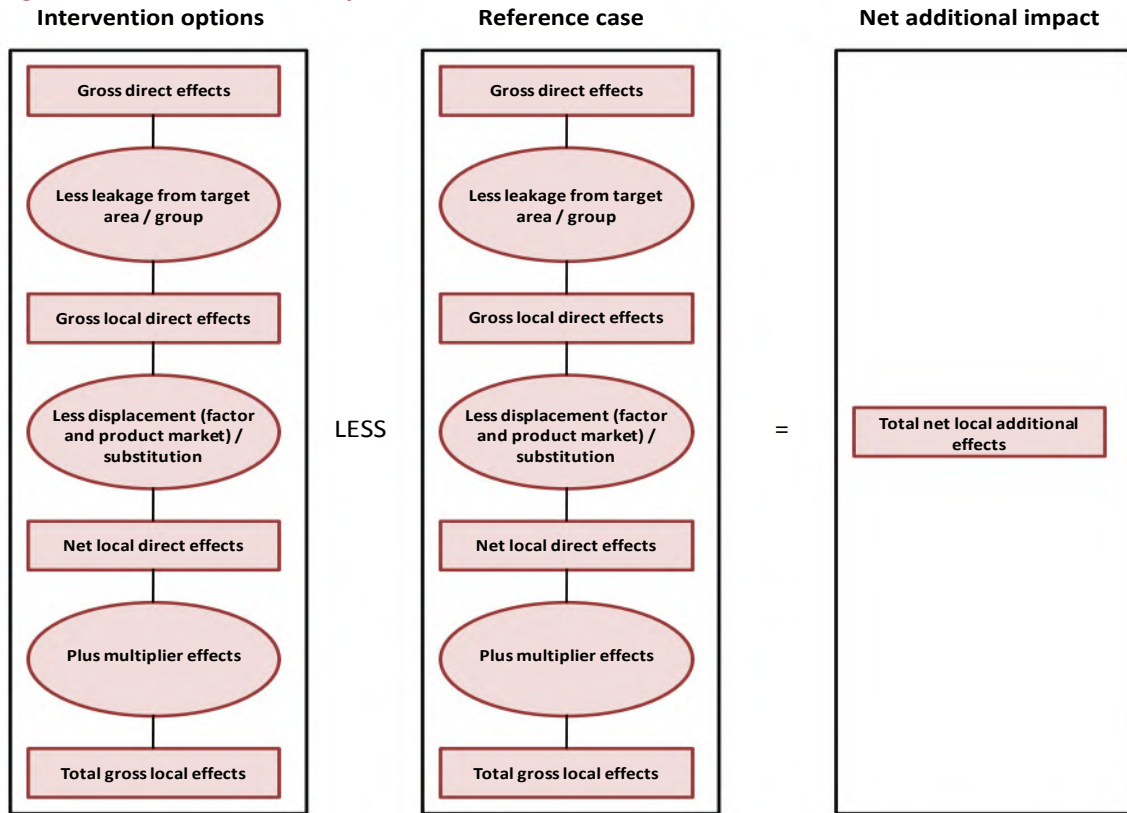 Intervention options
Reference case
Net additional impact
Gross direct effects
Less leakage from target
area / group
Gross local direct effects
Less displacement (factor
and product market) /
substitution
Net local direct effects
Plus multiplier effects
Total gross local effects
LESS
Gross direct effects
Less leakage from target
area / group
Gross local direct effects
Less displacement (factor
and product market) /
substitution
Net local direct effects
Plus multiplier effects
Total gross local effects
=
Total net local additional
effects